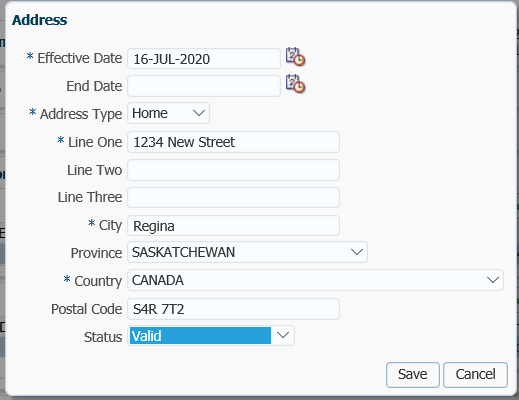 Address
* Effective Date 16-JUL-2020
End Date
* Address Type Home
* Line One 1234 New Street
Line Two
Line Three
* City Regina
Province SASKATCHEWAN
* Country CANADA
Postal Code S4R 7T2
Status Valid
Save Cancel